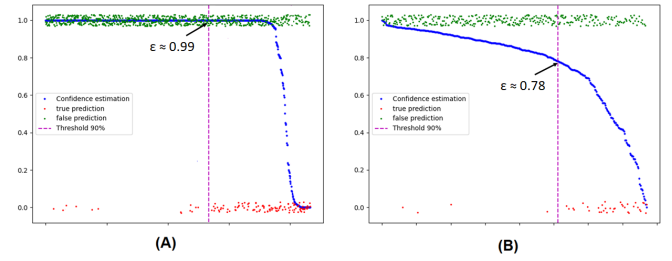 1.0
0.8
0.6
0.4
0.2
0.0
ε ≈ 0.99
Confidence estimation
true prediction
false prediction
Threshold 90%
(A)
1.0
0.8
0.6
0.4
0.2
0.0
ε ≈ 0.78
Confidence estimation
true prediction
false prediction
Threshold 90%
(B)